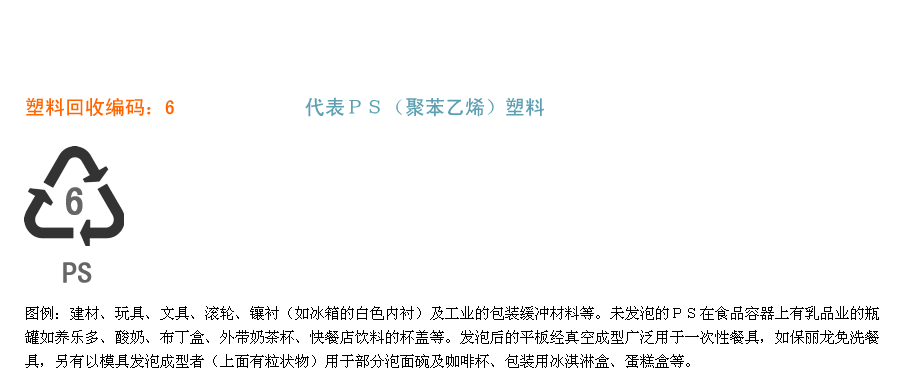 塑料回收编码：6 代表ＰＳ（聚苯乙烯）塑料
6
PS
图例：建材、玩具、文具、滚轮、镶衬（如冰箱的白色内衬）及工业的包装缓冲材料等。未发泡的ＰＳ在食品容器上有乳品业的瓶
罐如养乐多、酸奶、布丁盒、外带奶茶杯、快餐店饮料的杯盖等。发泡后的平板经真空成型广泛用于一次性餐具，如保丽龙免洗餐
具，另有以模具发泡成型者（上面有粒状物）用于部分泡面碗及咖啡杯、包装用冰淇淋盒、蛋糕盒等。